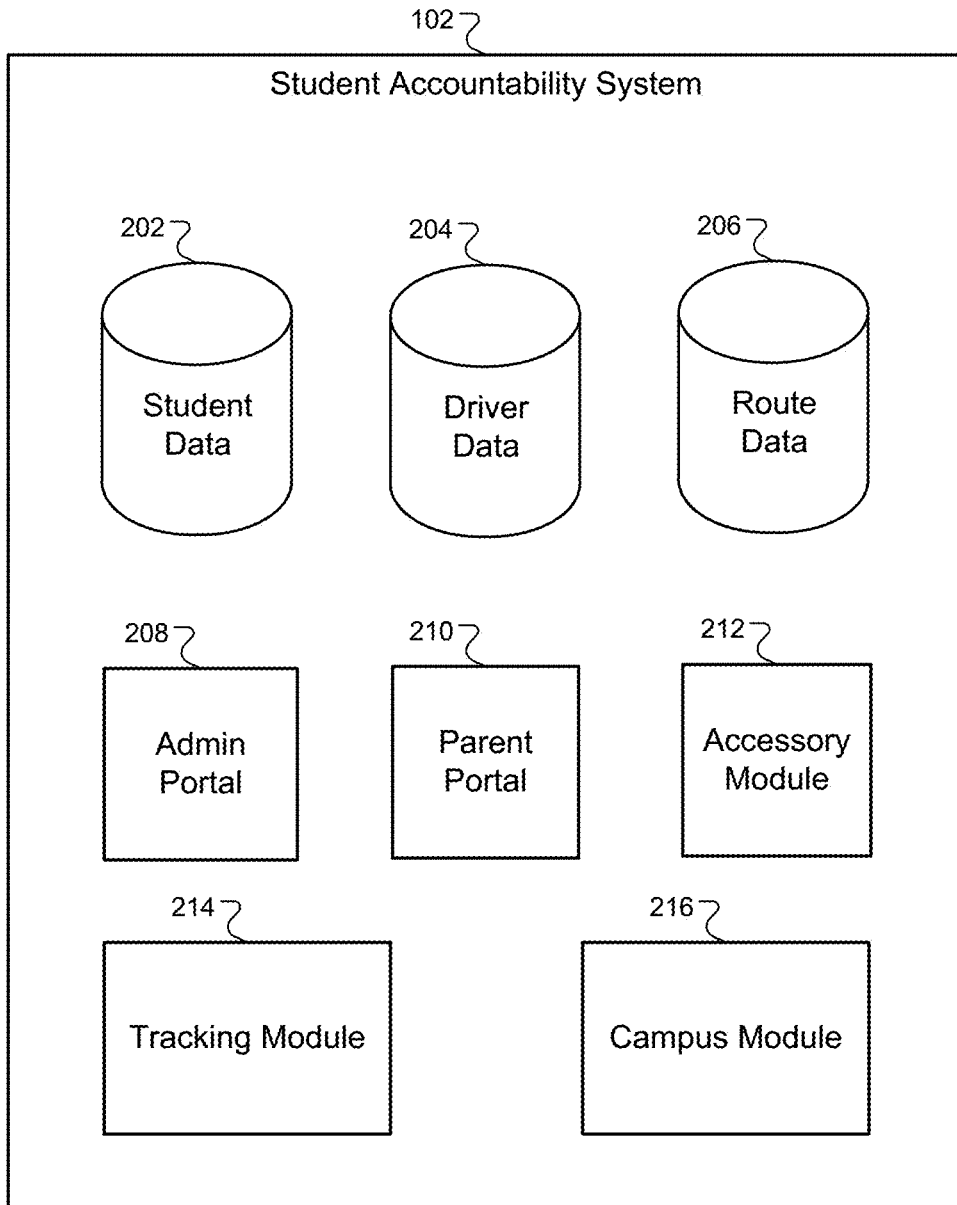 102
Student Accountability System
202
204
206
Student
Data
Driver
Data
Route
Data
208
210
212
Admin
Portal
Parent
Portal
Accessory
Module
214
216
Tracking Module
Campus Module